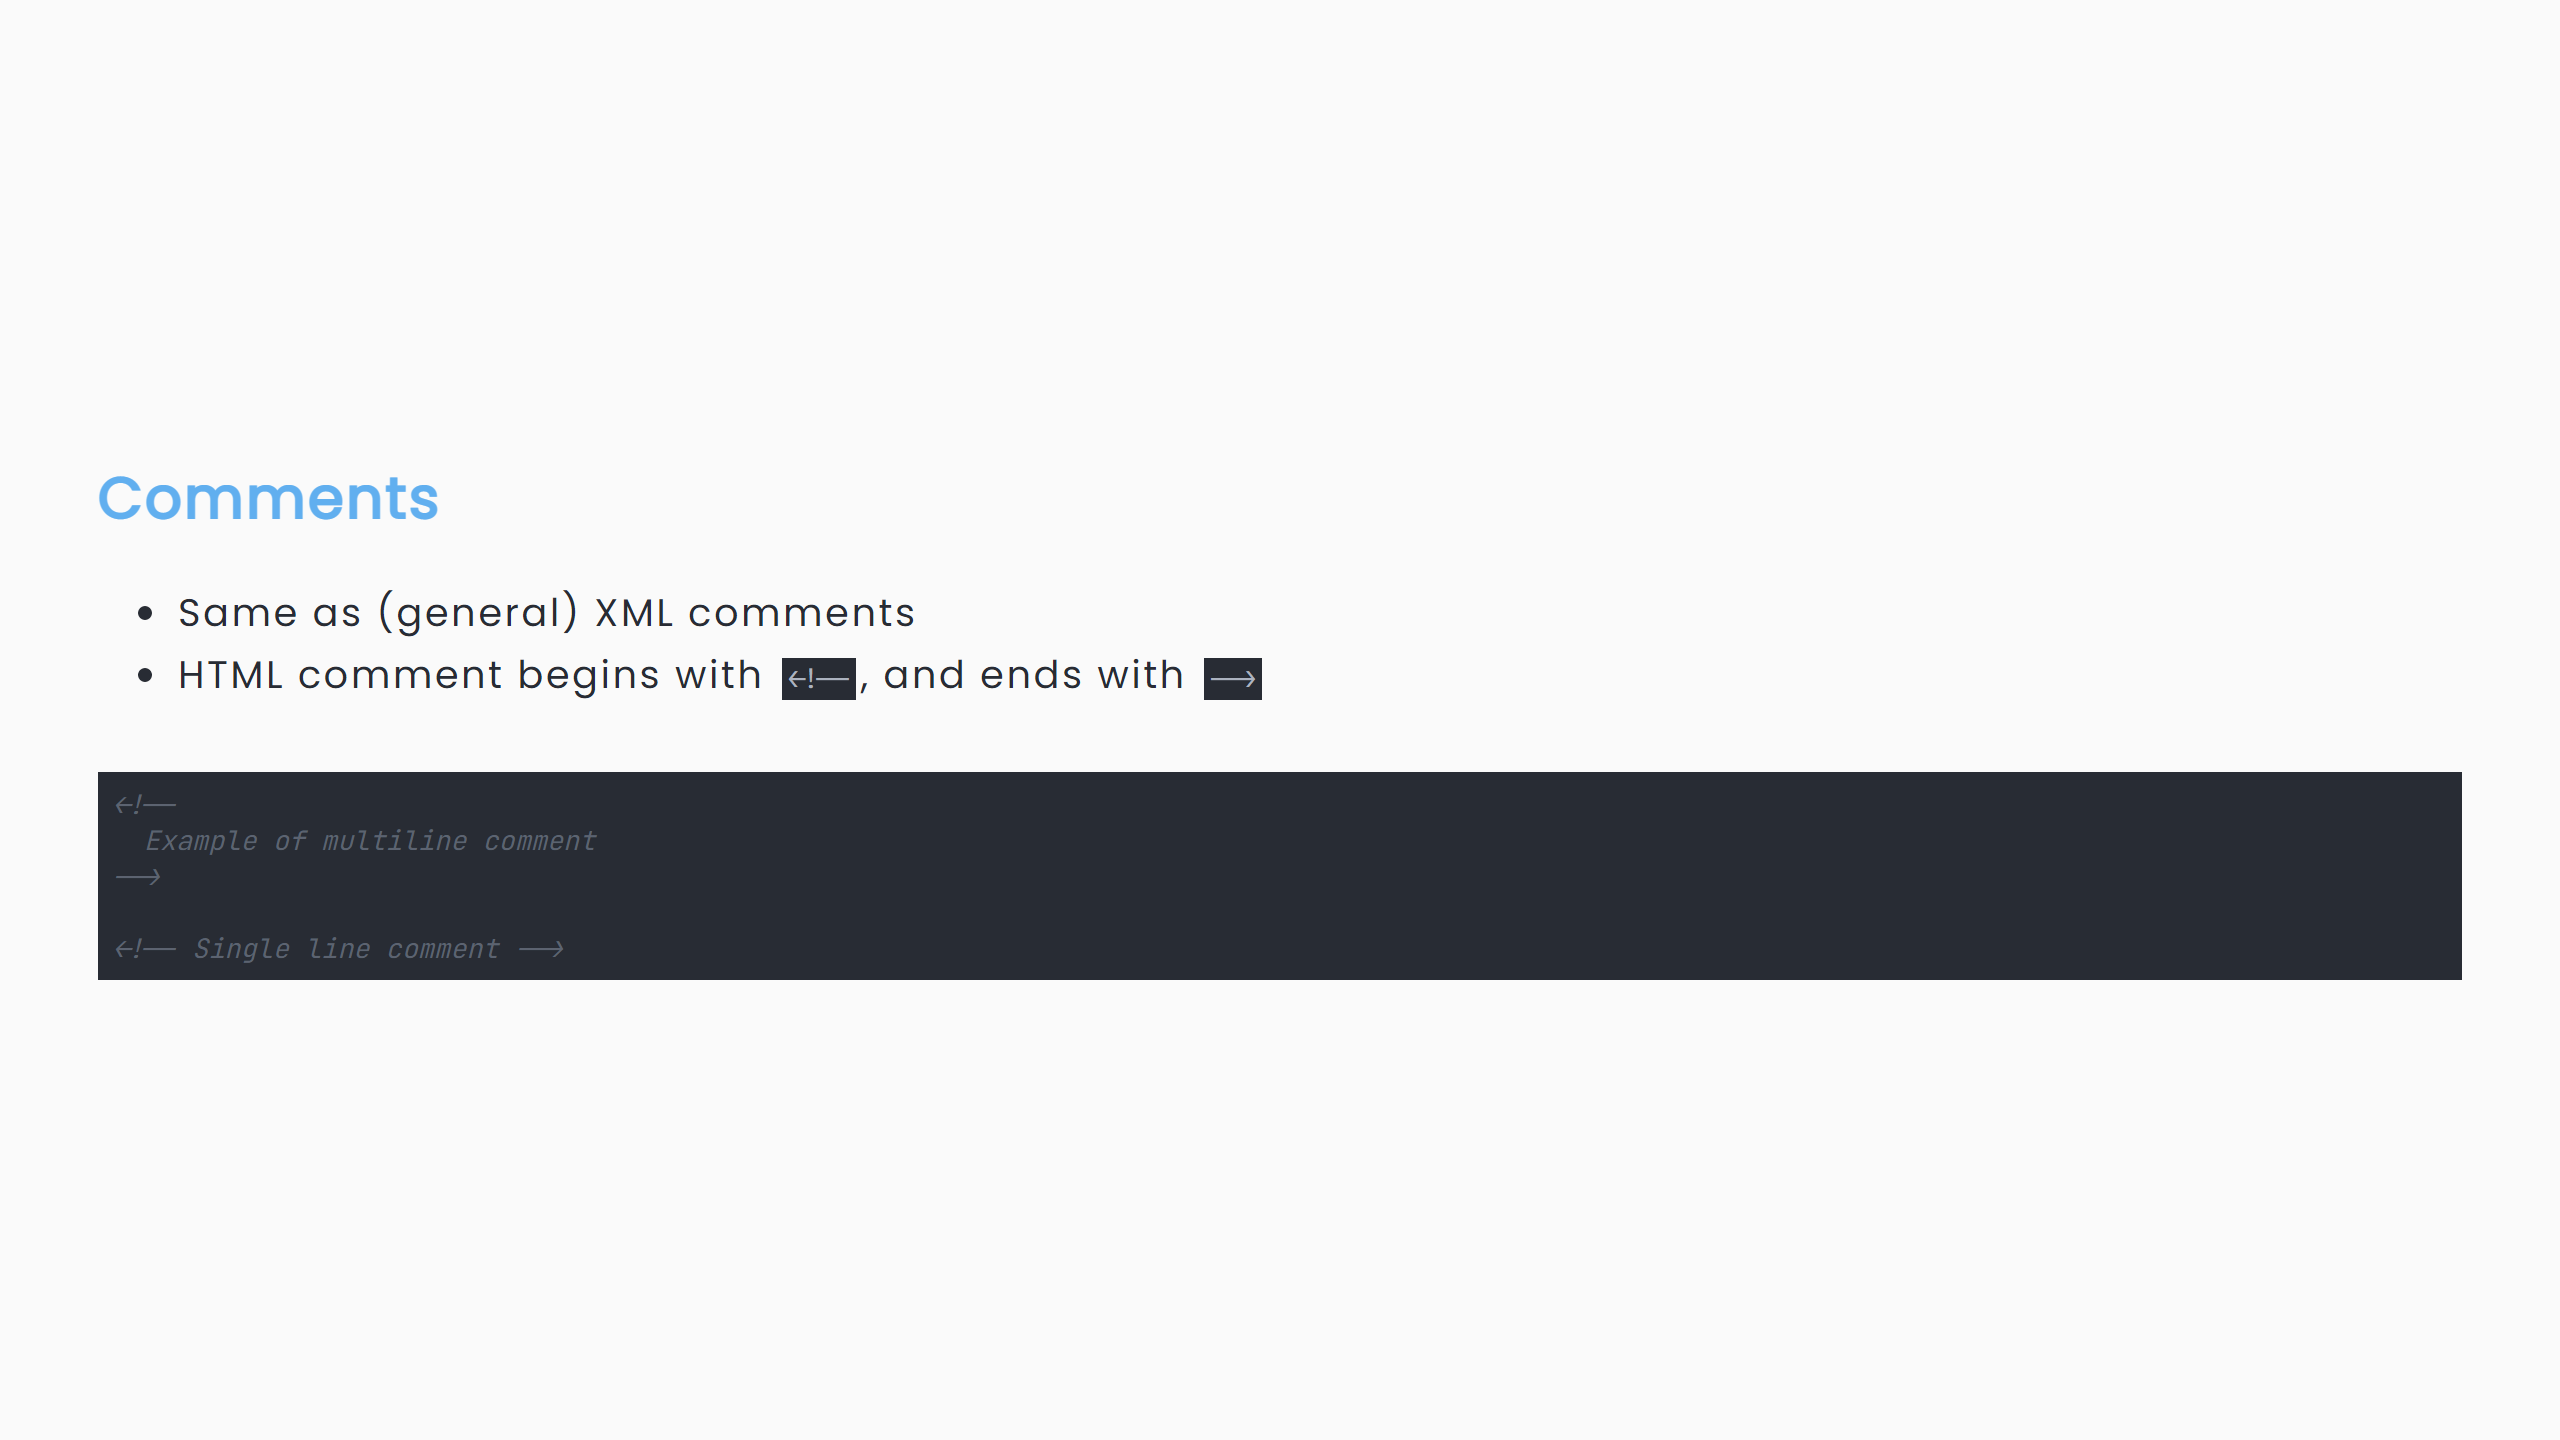 Comments
• Same as (general) XML comments
• HTML comment begins with <!--, and ends with -->
<!--
  Example of multiline comment
-->
<!-- Single line comment -->